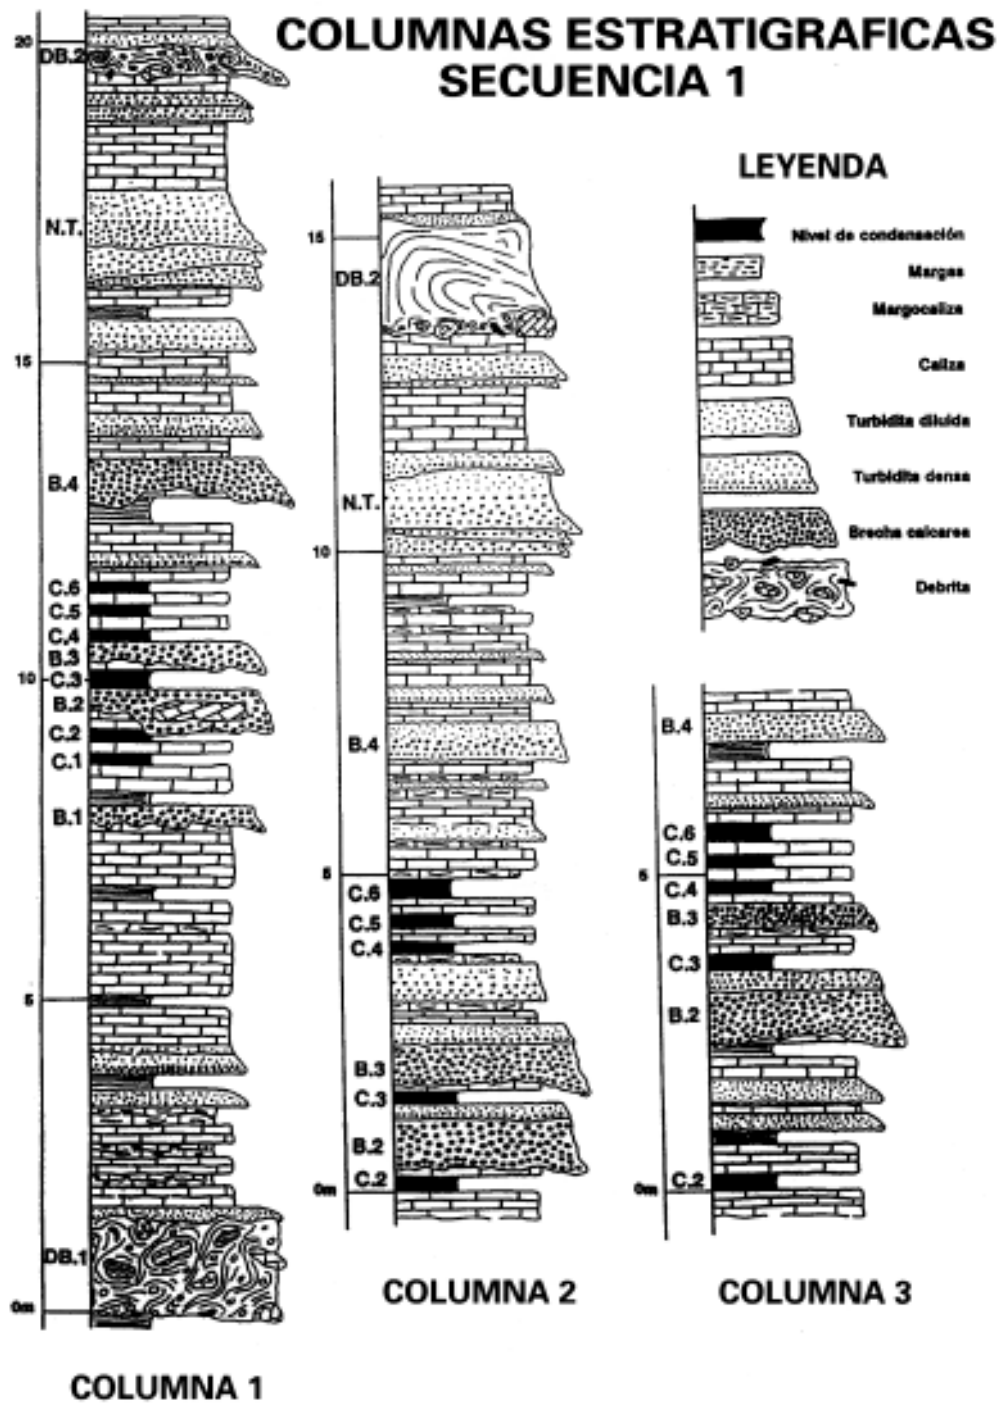 COLUMNAS ESTRATIGRAFICAS
SECUENCIA 1
20
DB.2
N.T.
15
B.4
C.6
C.5
C.4
B.3
10
C.3
B.2
C.2
C.1
B.1
5
DB.1
0m
COLUMNA 1
15
DB.2
N.T.
10
B.4
5
C.6
C.5
C.4
B.3
C.3
B.2
C.2
0m
COLUMNA 2
LEYENDA
Nivel de condensación
Margas
Margocaliza
Caliza
Turbidita diluida
Turbidita densa
Brecha calcarea
Debrita
B.4
C.6
C.5
5
C.4
B.3
C.3
B.2
C.2
0m
COLUMNA 3